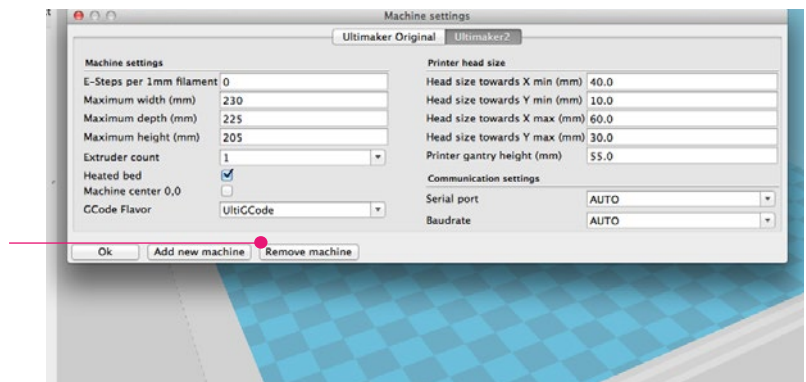 Machine settings
Ultimaker Original Ultimaker2
Machine settings
E-Steps per 1mm filament 0
Maximum width (mm) 230
Maximum depth (mm) 225
Maximum height (mm) 205
Extruder count 1
Heated bed
Machine center 0,0
GCode Flavor UltiGCode
Printer head size
Head size towards X min (mm) 40.0
Head size towards Y min (mm) 10.0
Head size towards X max (mm) 60.0
Head size towards Y max (mm) 30.0
Printer gantry height (mm) 55.0
Communication settings
Serial port AUTO
Baudrate AUTO
Ok Add new machine Remove machine